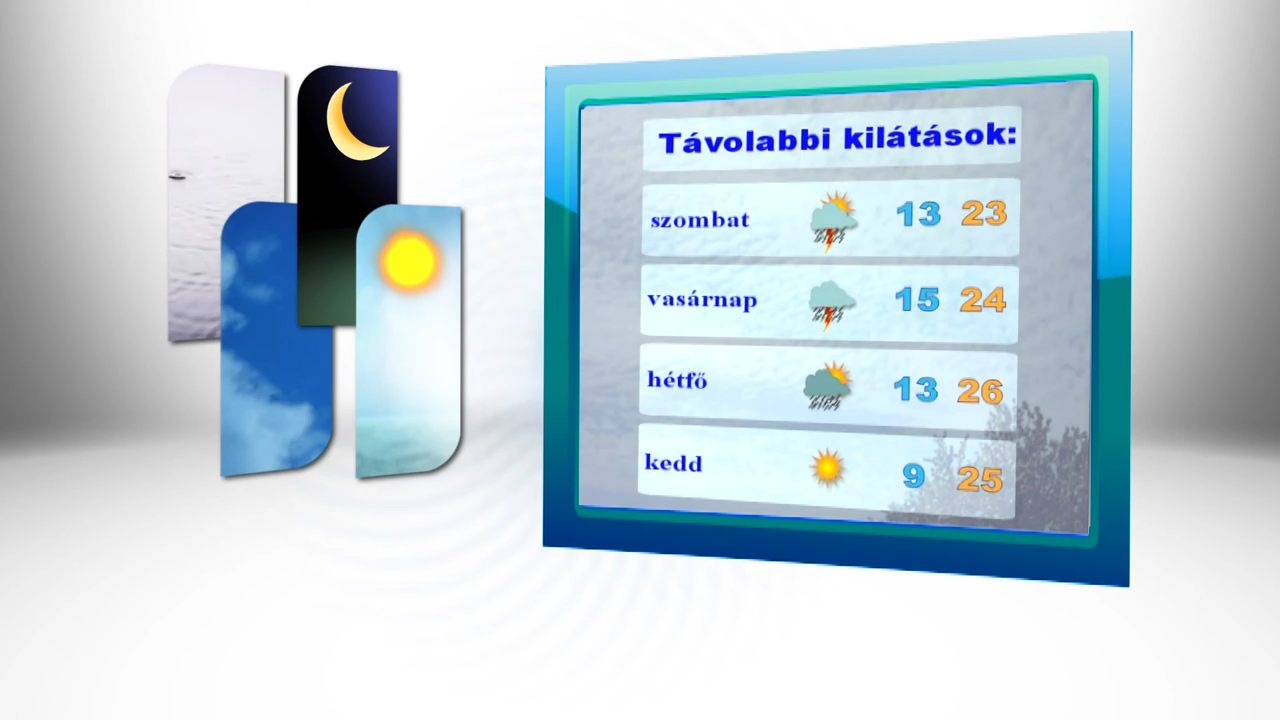 Távolabbi kilátások:
szombat 13 23
vasárnap 15 24
hétfő 13 26
kedd 9 25